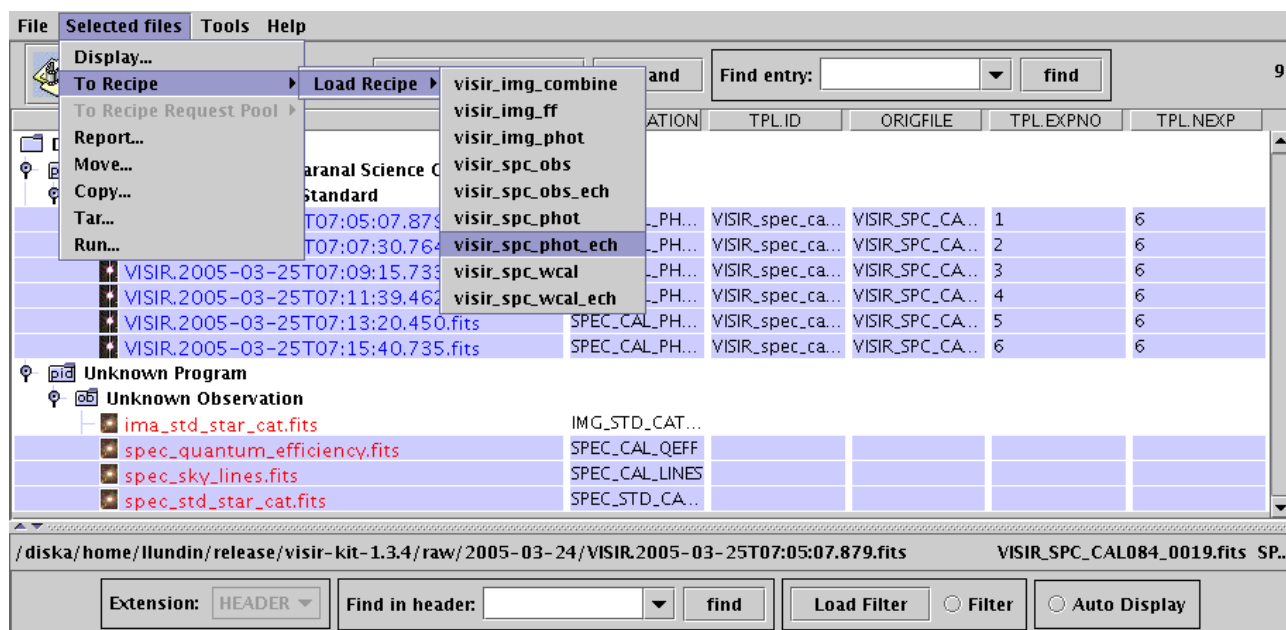 File Selected files Tools Help
Display...
To Recipe Load Recipe visir_img_combine and Find entry: find 9
To Recipe Request Pool visir_img_ff
ATION TPL.ID ORIGFILE TPL.EXPNO TPL.NEXP
Report... visir_img_phot
Move... aranal Science visir_spc_obs
Copy... Standard visir_spc_obs_ech
Tar... T07:05:07.879 visir_spc_phot _PH... VISIR_spec_ca... VISIR_SPC_CA... 1 6
Run... T07:07:30.764 visir_spc_phot_ech _PH... VISIR_spec_ca... VISIR_SPC_CA... 2 6
VISIR.2005-03-25T07:09:15.733 visir_spc_wcal _PH... VISIR_spec_ca... VISIR_SPC_CA... 3 6
VISIR.2005-03-25T07:11:39.462 visir_spc_wcal_ech _PH... VISIR_spec_ca... VISIR_SPC_CA... 4 6
VISIR.2005-03-25T07:13:20.450.fits SPEC_CAL_PH... VISIR_spec_ca... VISIR_SPC_CA... 5 6
VISIR.2005-03-25T07:15:40.735.fits SPEC_CAL_PH... VISIR_spec_ca... VISIR_SPC_CA... 6 6
pid Unknown Program
ob Unknown Observation
ima_std_star_cat.fits IMG_STD_CAT...
spec_quantum_efficiency.fits SPEC_CAL_QEFF
spec_sky_lines.fits SPEC_CAL_LINES
spec_std_star_cat.fits SPEC_STD_CA...
/diska/home/llundin/release/visir-kit-1.3.4/raw/2005-03-24/VISIR.2005-03-25T07:05:07.879.fits VISIR_SPC_CAL084_0019.fits SP..
Extension: HEADER Find in header: find Load Filter Filter Auto Display